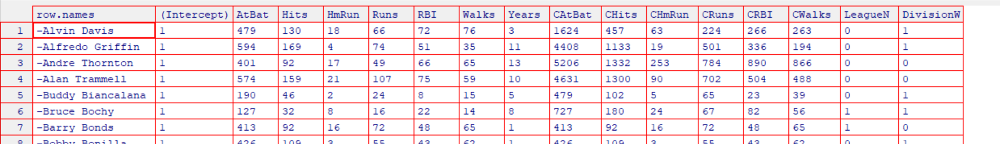 row.names (Intercept) AtBat Hits HmRun Runs RBI Walks Years CAtBat CHits CHmRun CRuns CRBI CWalks LeagueN DivisionW
1 -Alvin Davis 1 479 130 18 66 72 76 3 1624 457 63 224 266 263 0 1
2 -Alfredo Griffin 1 594 169 4 74 51 35 11 4408 1133 19 501 336 194 0 1
3 -Andre Thornton 1 401 92 17 49 66 65 13 5206 1332 253 784 890 866 0 0
4 -Alan Trammell 1 574 159 21 107 75 59 10 4631 1300 90 702 504 488 0 0
5 -Buddy Biancalana 1 190 46 2 24 8 15 5 479 102 5 65 23 39 0 1
6 -Bruce Bochy 1 127 32 8 16 22 14 8 727 180 24 67 82 56 1 1
7 -Barry Bonds 1 413 92 16 72 48 65 1 413 92 16 72 48 65 1 0
8 -Bobby Bonilla 1 426 109 3 55 43 62 1 426 109 3 55 43 62 0 1